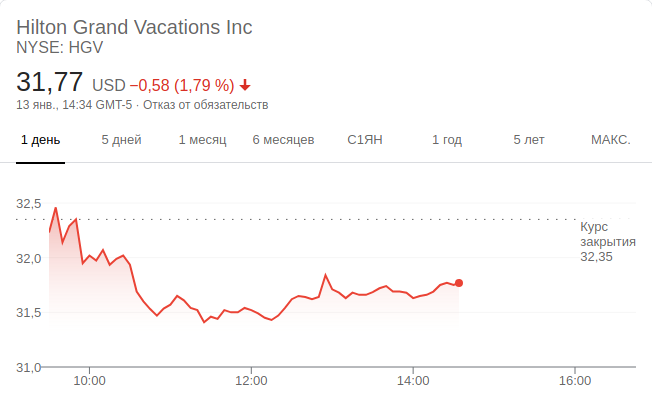 Hilton Grand Vacations Inc
NYSE: HGV
31,77 USD −0,58 (1,79 %)
13 янв., 14:34 GMT-5 · Отказ от обязательств
1 день 5 дней 1 месяц 6 месяцев С1ЯН 1 год 5 лет МАКС.
32,5
Курс
закрытия
32,35
32,0
31,5
31,0
10:00 12:00 14:00 16:00